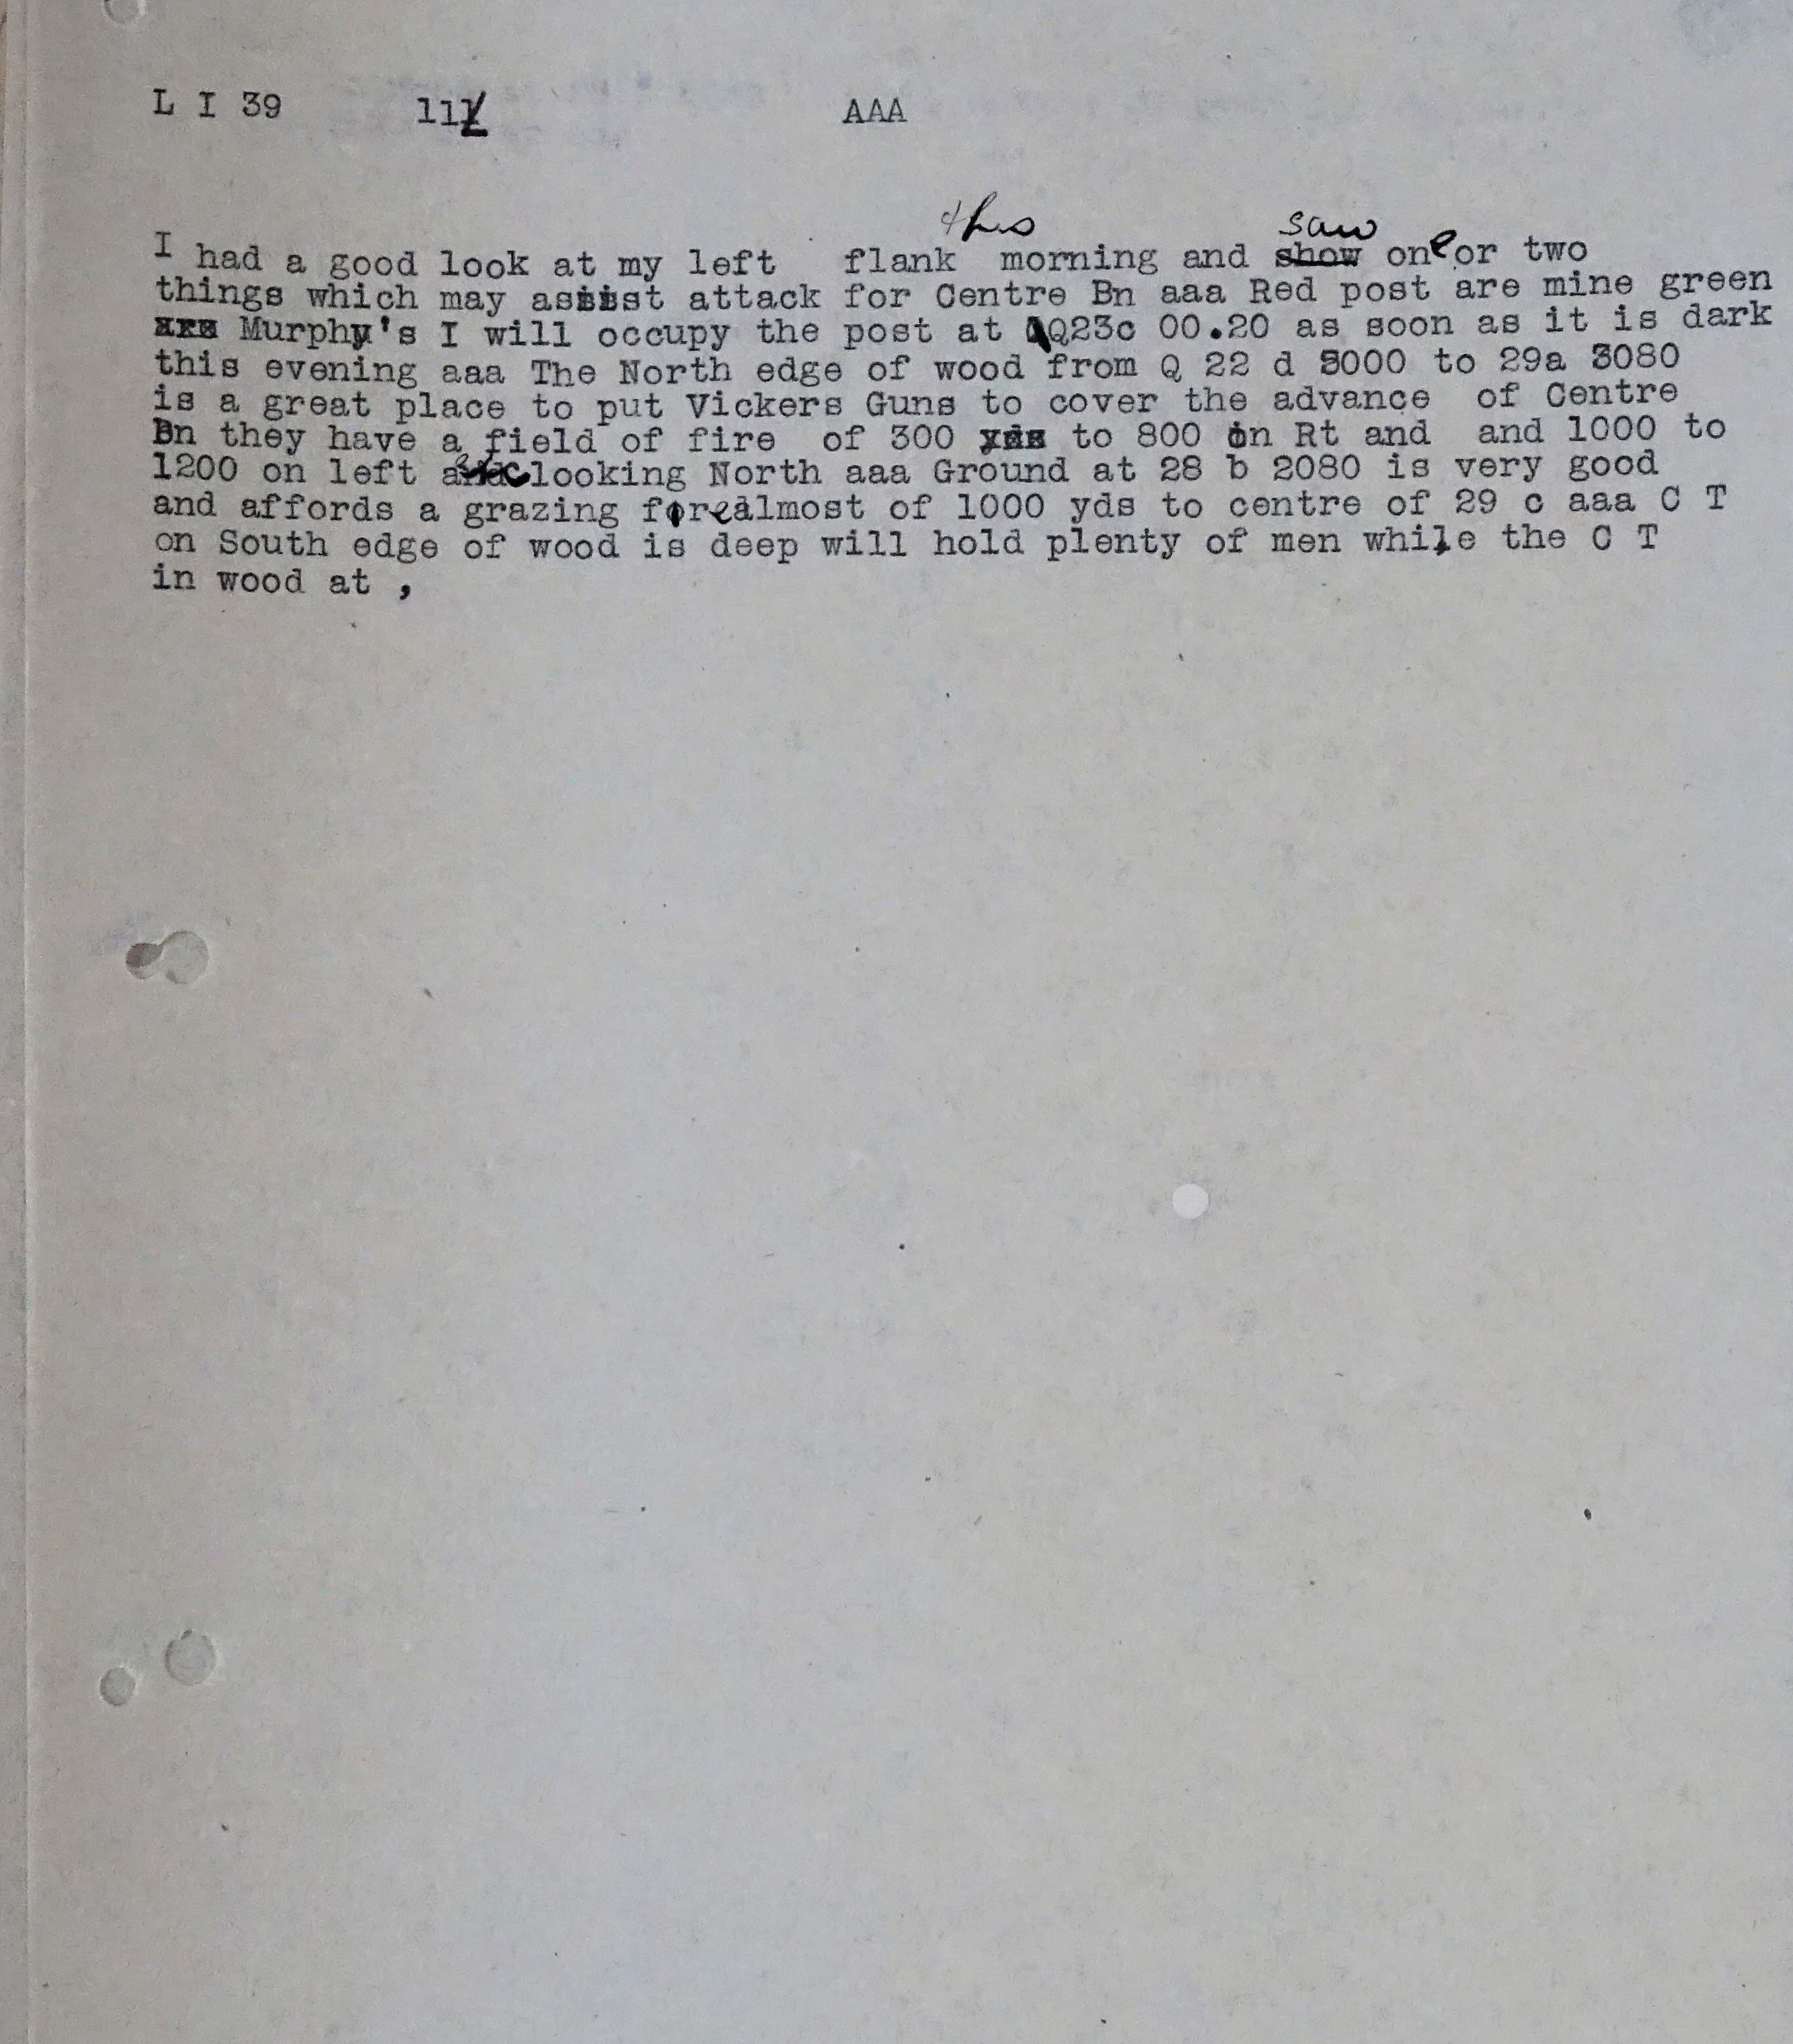 L I 39 11 AAA
this saw
I had a good look at my left flank morning and show one or two
things which may assist attack for Centre Bn aaa Red post are mine green
Murphy's I will occupy the post at Q23c 00.20 as soon as it is dark
this evening aaa The North edge of wood from Q 22 d 5000 to 29a 3080
is a great place to put Vickers Guns to cover the advance of Centre
Bn they have a field of fire of 300 to 800 on Rt and and 1000 to
1200 on left looking North aaa Ground at 28 b 2080 is very good
and affords a grazing fire almost of 1000 yds to centre of 29 c aaa C T
on South edge of wood is deep will hold plenty of men while the C T
in wood at ,